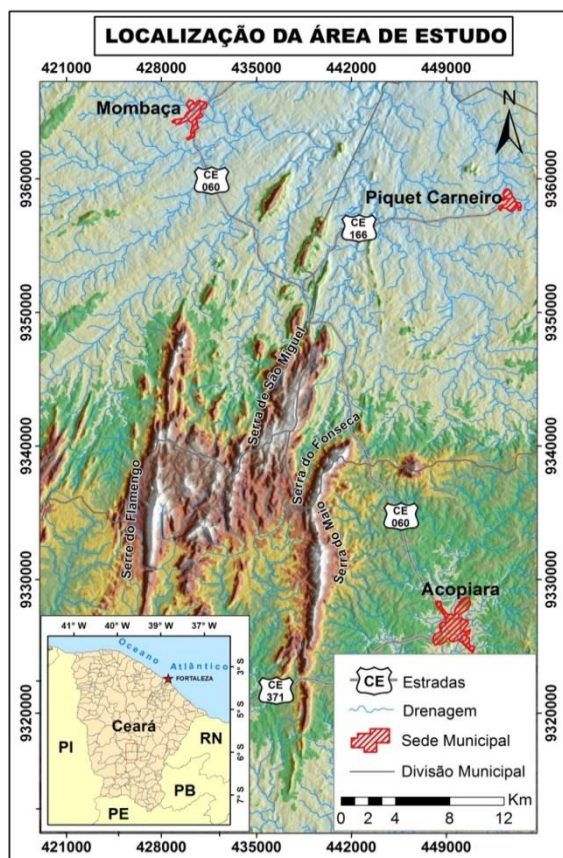 LOCALIZAÇÃO DA ÁREA DE ESTUDO
421000 428000 435000 442000 449000
Mombaça
N
CE 060
Piquet Carneiro
CE 166
9360000 9360000
9350000 9350000
Serra de São Miguel
9340000 9340000
Serra do Fonseca
Serre do Flamengo
Serra do Maio
CE 060
9330000 9330000
Acopiara
CE 371
9320000 9320000
41° W 40° W 38° W 37° W
Oceano
Atlântico
FORTALEZA
3° S
Ceará
5° S
RN
PI
6° S
PB
7° S
PE
CE Estradas
Drenagem
Sede Municipal
Divisão Municipal
Km
0 2 4 8 12
421000 428000 435000 442000 449000